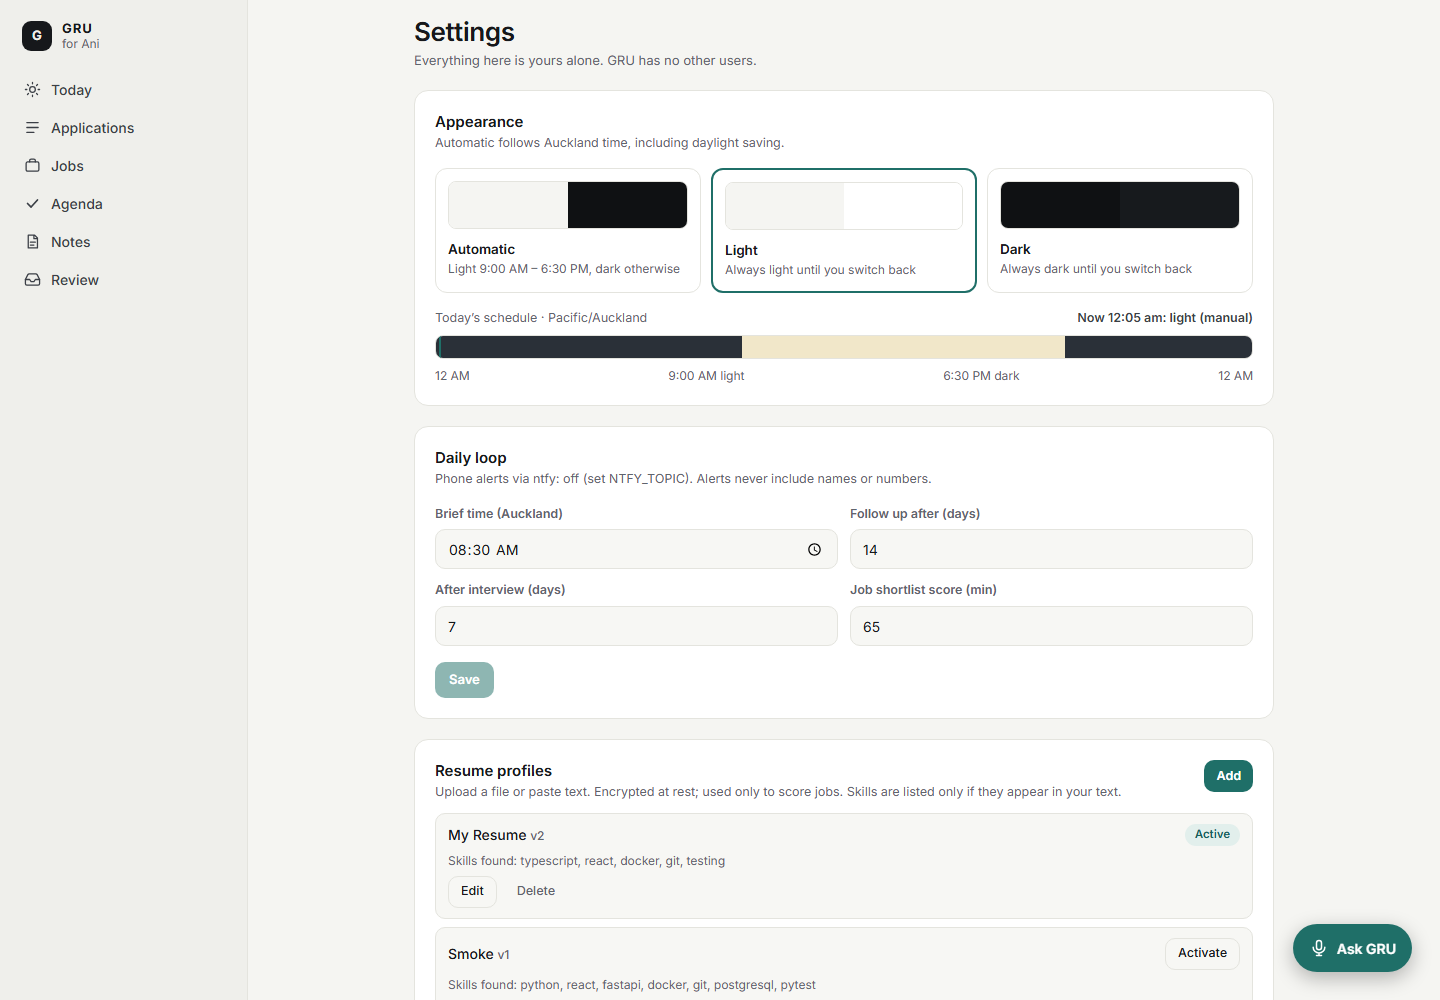 G
GRU
for Ani
Today
Applications
Jobs
Agenda
Notes
Review
Settings
Everything here is yours alone. GRU has no other users.
Appearance
Automatic follows Auckland time, including daylight saving.
Automatic
Light 9:00 AM – 6:30 PM, dark otherwise
Light
Always light until you switch back
Dark
Always dark until you switch back
Today’s schedule · Pacific/Auckland
Now 12:05 am: light (manual)
12 AM
9:00 AM light
6:30 PM dark
12 AM
Daily loop
Phone alerts via ntfy: off (set NTFY_TOPIC). Alerts never include names or numbers.
Brief time (Auckland)
Follow up after (days)
08:30 AM
14
After interview (days)
Job shortlist score (min)
7
65
Save
Resume profiles
Add
Upload a file or paste text. Encrypted at rest; used only to score jobs. Skills are listed only if they appear in your text.
My Resume v2
Active
Skills found: typescript, react, docker, git, testing
Edit
Delete
Smoke v1
Activate
Skills found: python, react, fastapi, docker, git, postgresql, pytest
Ask GRU